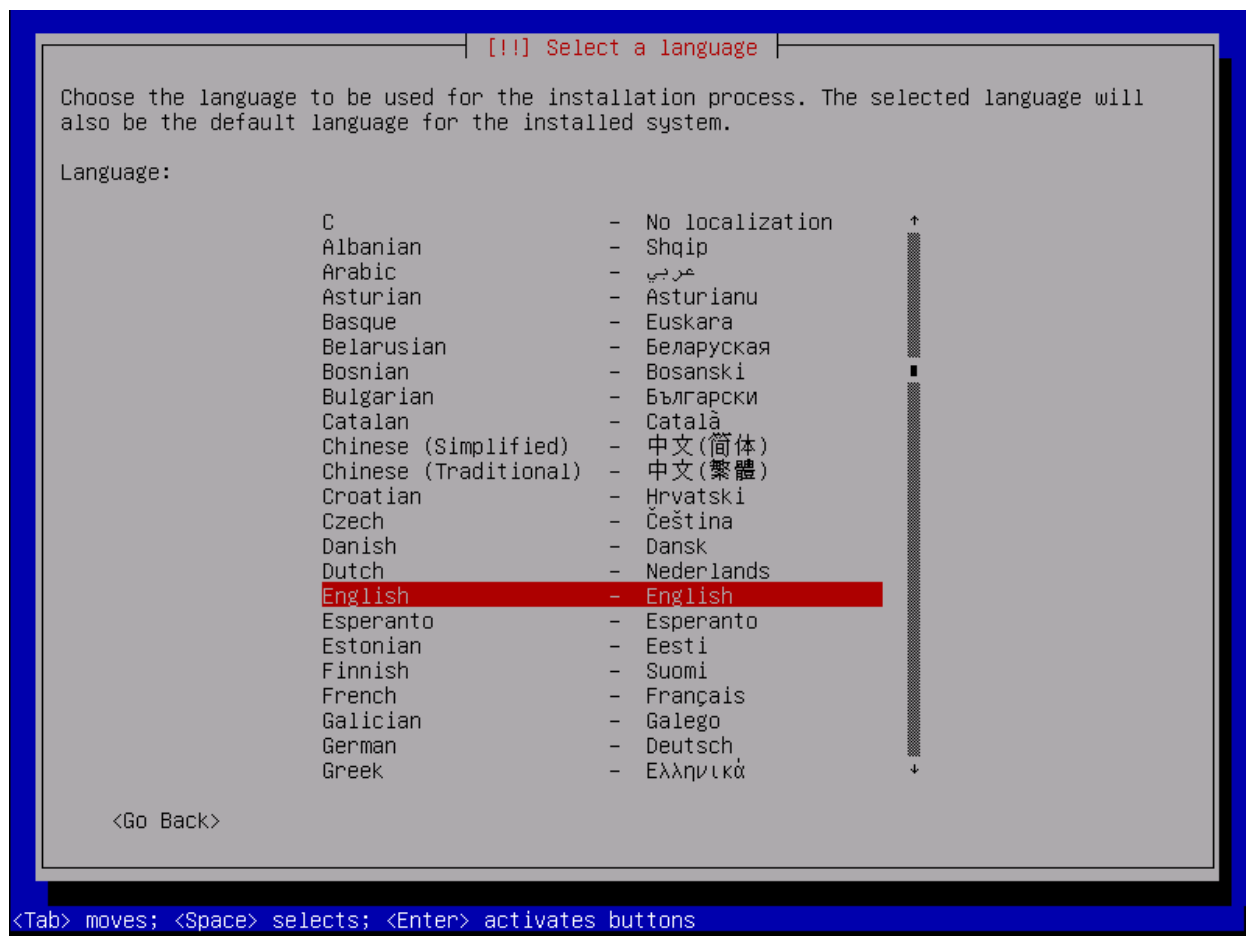 [!!] Select a language
Choose the language to be used for the installation process. The selected language will
also be the default language for the installed system.
Language:
C - No localization ↑
Albanian - Shqip
Arabic - عربي
Asturian - Asturianu
Basque - Euskara
Belarusian - Беларуская
Bosnian - Bosanski
Bulgarian - Български
Catalan - Català
Chinese (Simplified) - 中文(简体)
Chinese (Traditional) - 中文(繁體)
Croatian - Hrvatski
Czech - Čeština
Danish - Dansk
Dutch - Nederlands
English - English
Esperanto - Esperanto
Estonian - Eesti
Finnish - Suomi
French - Français
Galician - Galego
German - Deutsch
Greek - Ελληνικά ↓
<Go Back>
<Tab> moves; <Space> selects; <Enter> activates buttons